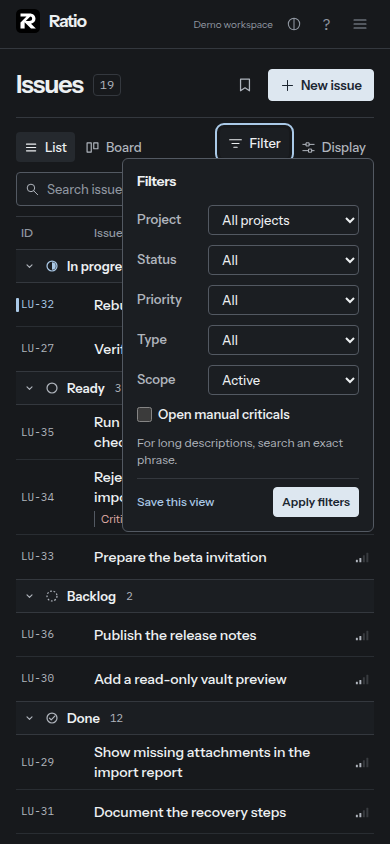 Ratio
Demo workspace
?
Issues 19
New issue
List
Board
Filter
Display
Search issue
ID Issue
Filters
Project All projects
Status All
Priority All
Type All
Scope Active
Open manual criticals
For long descriptions, search an exact
phrase.
Save this view
Apply filters
In progre
LU-32 Rebu
LU-27 Verif
Ready 3
LU-35 Run
chec
LU-34 Reje
impo
Criti
LU-33 Prepare the beta invitation
Backlog 2
LU-36 Publish the release notes
LU-30 Add a read-only vault preview
Done 12
LU-29 Show missing attachments in the
import report
LU-31 Document the recovery steps